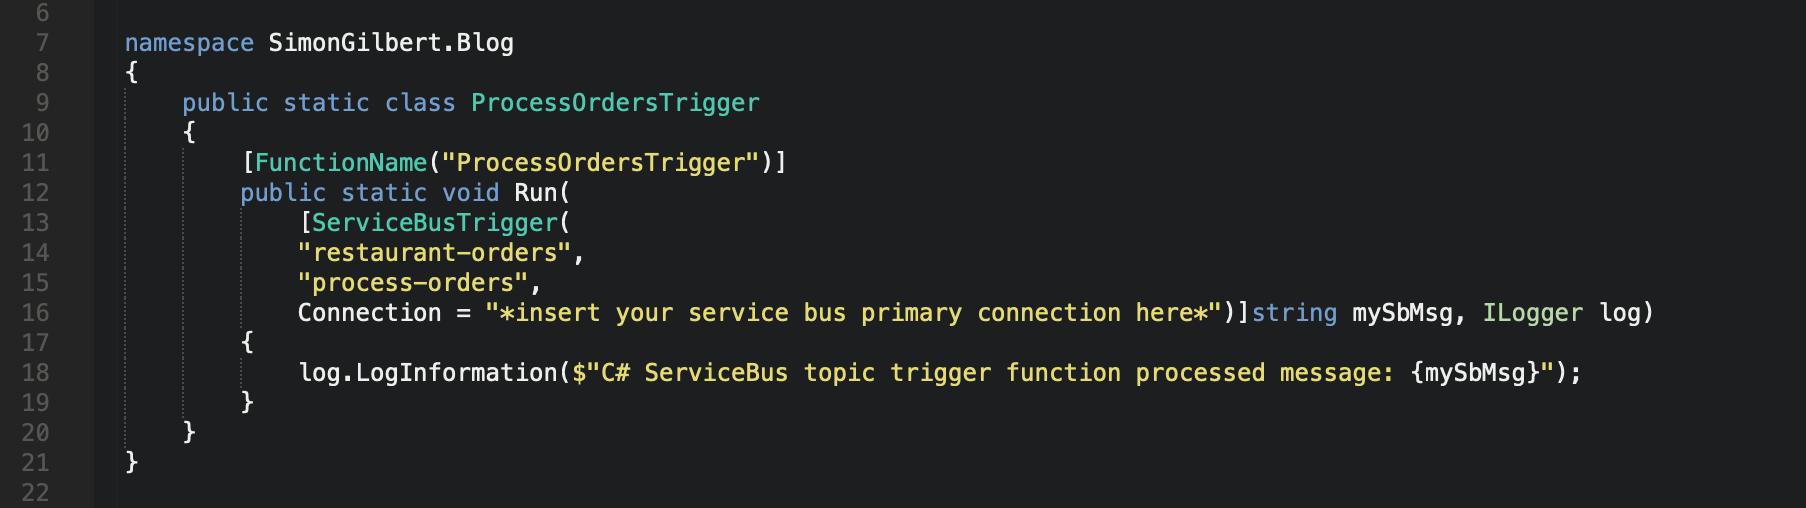 6
7 namespace SimonGilbert.Blog
8 {
9 public static class ProcessOrdersTrigger
10 {
11 [FunctionName("ProcessOrdersTrigger")]
12 public static void Run(
13 [ServiceBusTrigger(
14 "restaurant-orders",
15 "process-orders",
16 Connection = "*insert your service bus primary connection here*")]string mySbMsg, ILogger log)
17 {
18 log.LogInformation($"C# ServiceBus topic trigger function processed message: {mySbMsg}");
19 }
20 }
21 }
22